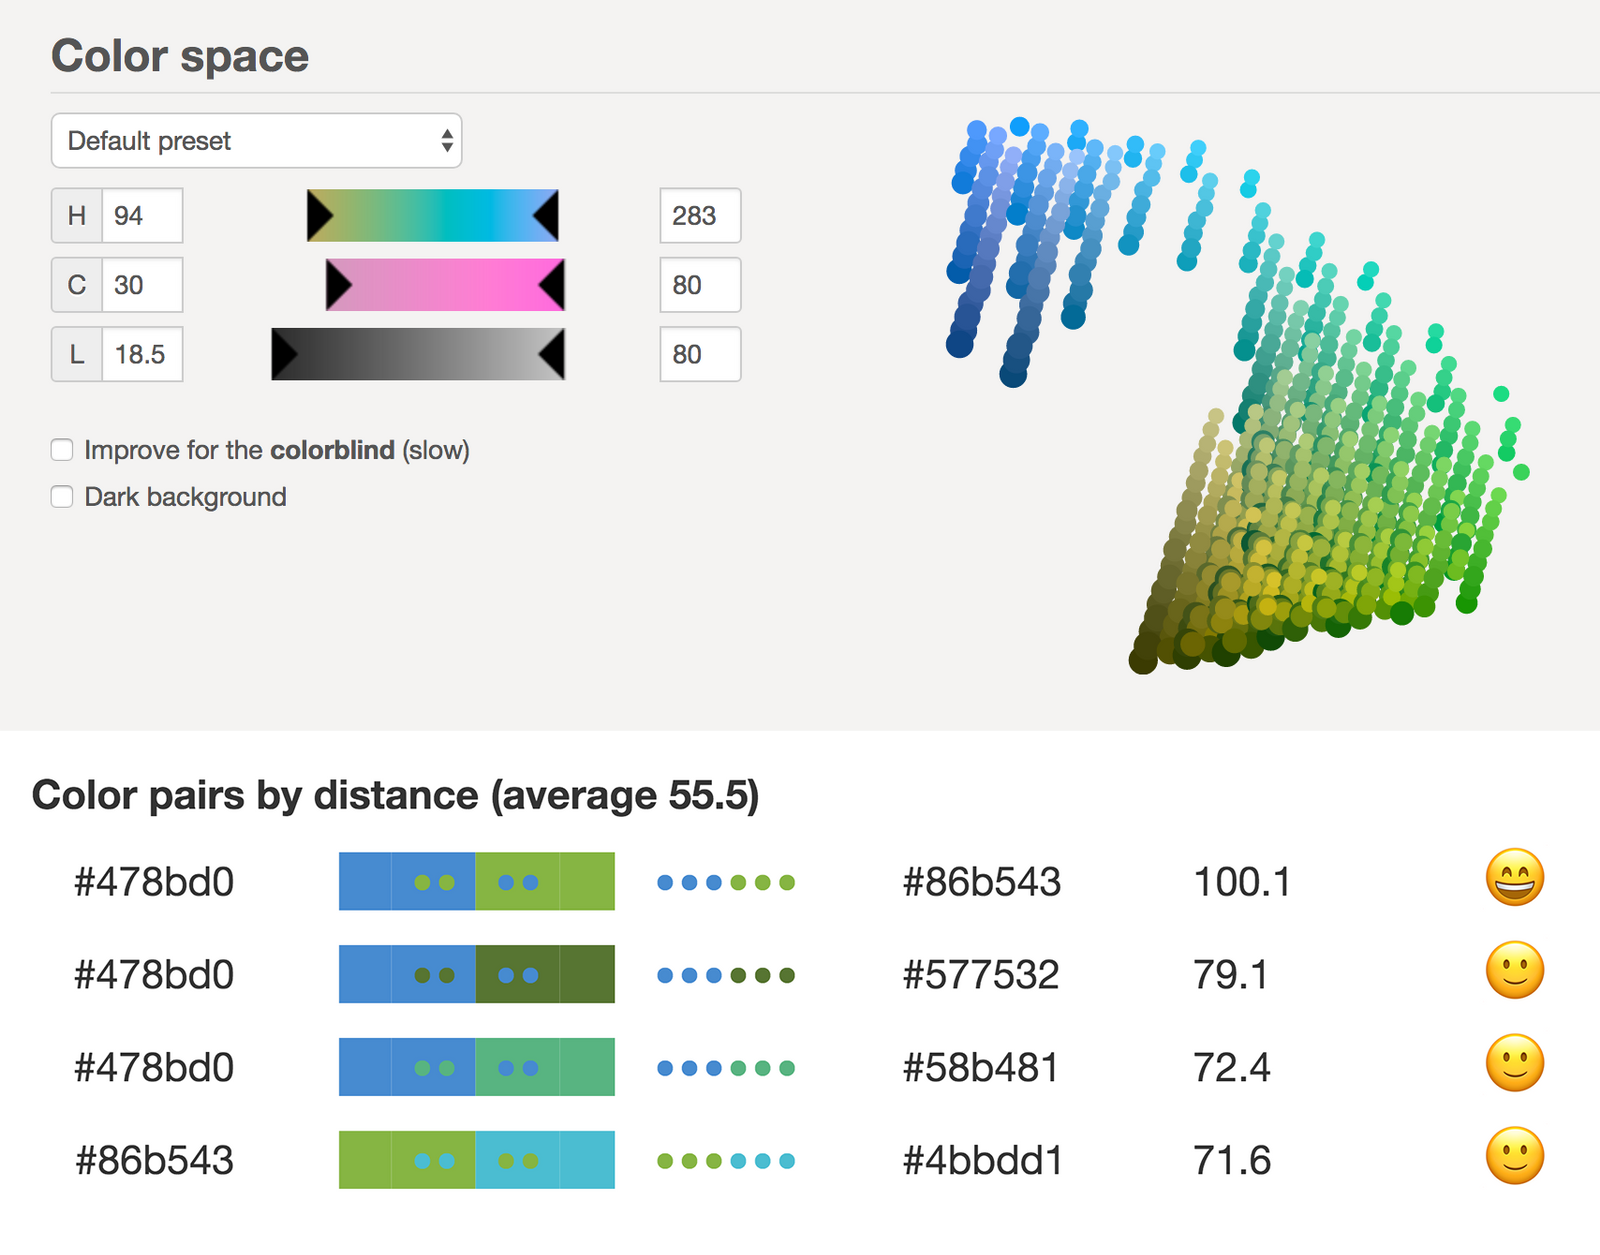 Color space
Default preset
H 94 283
C 30 80
L 18.5 80
Improve for the colorblind (slow)
Dark background
Color pairs by distance (average 55.5)
#478bd0 #86b543 100.1
#478bd0 #577532 79.1
#478bd0 #58b481 72.4
#86b543 #4bbdd1 71.6